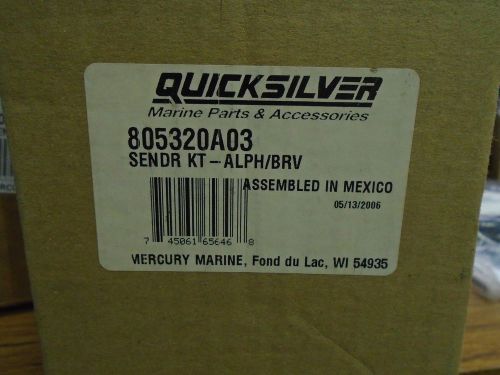 QUICKSILVER
Marine Parts & Accessories
805320A03
SENDR KT-ALPH/BRV
ASSEMBLED IN MEXICO
05/13/2006
7 45061 65646 8
MERCURY MARINE, Fond du Lac, WI 54935